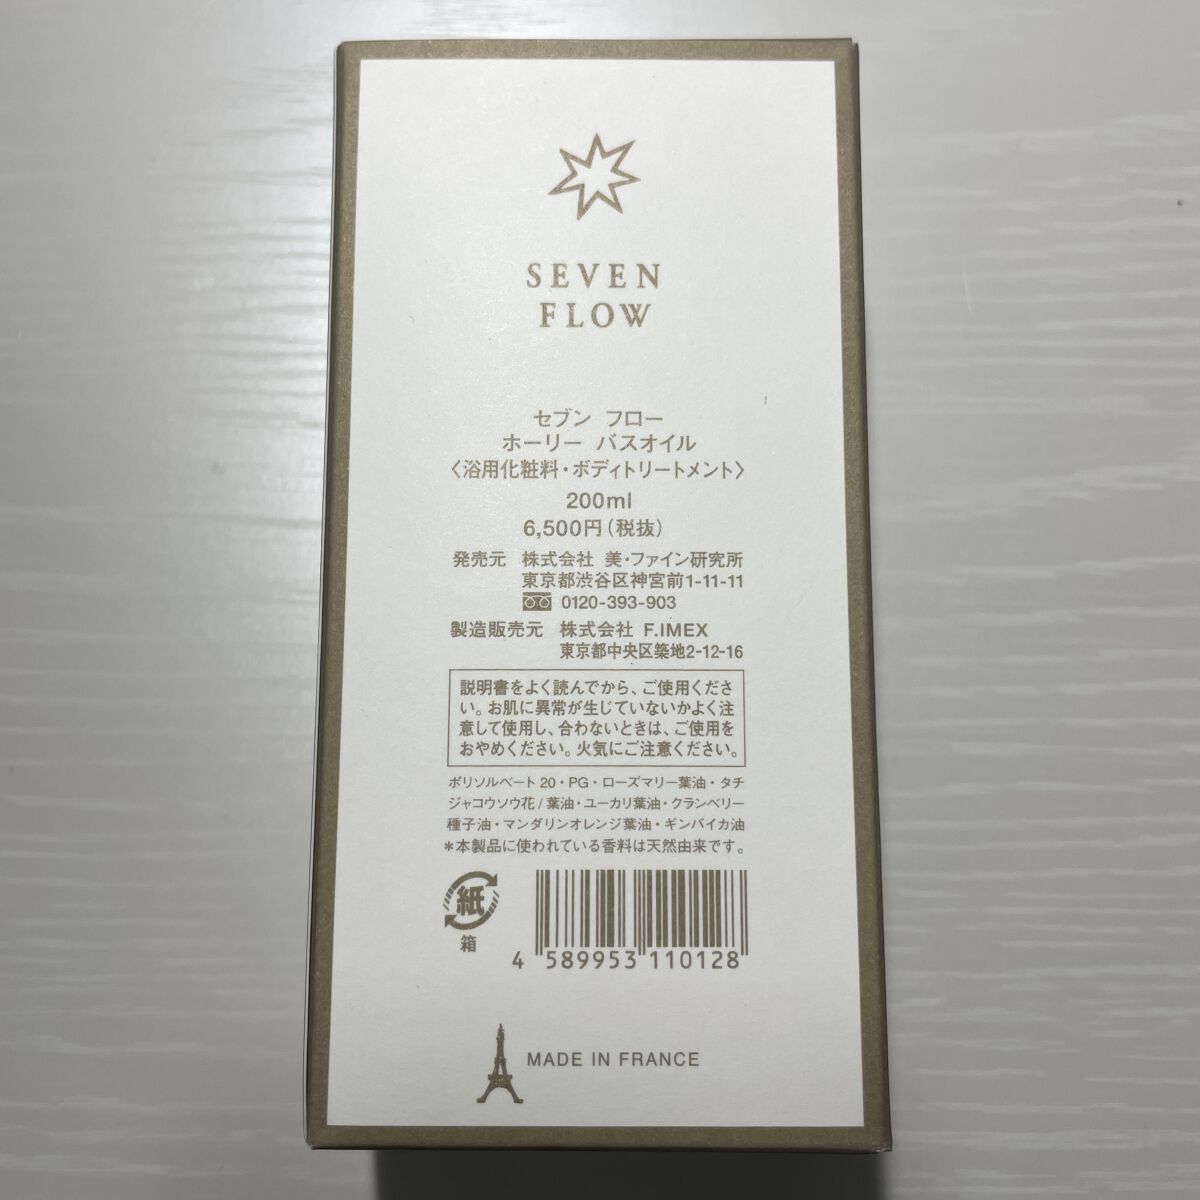 SEVEN
FLOW
セブン フロー
ホーリー バスオイル
〈浴用化粧料・ボディトリートメント〉
200ml
6,500円（税抜）
発売元 株式会社 美・ファイン研究所
東京都渋谷区神宮前1-11-11
0120-393-903
製造販売元 株式会社 F.IMEX
東京都中央区築地2-12-16
説明書をよく読んでから、ご使用くださ
い。お肌に異常が生じていないかよく注
意して使用し、合わないときは、ご使用を
おやめください。火気にご注意ください。
ポリソルベート20・PG・ローズマリー葉油・タチ
ジャコウソウ花/葉油・ユーカリ葉油・クランベリー
種子油・マンダリンオレンジ葉油・ギンバイカ油
＊本製品に使われている香料は天然由来です。
紙
箱
4 589953 110128
MADE IN FRANCE